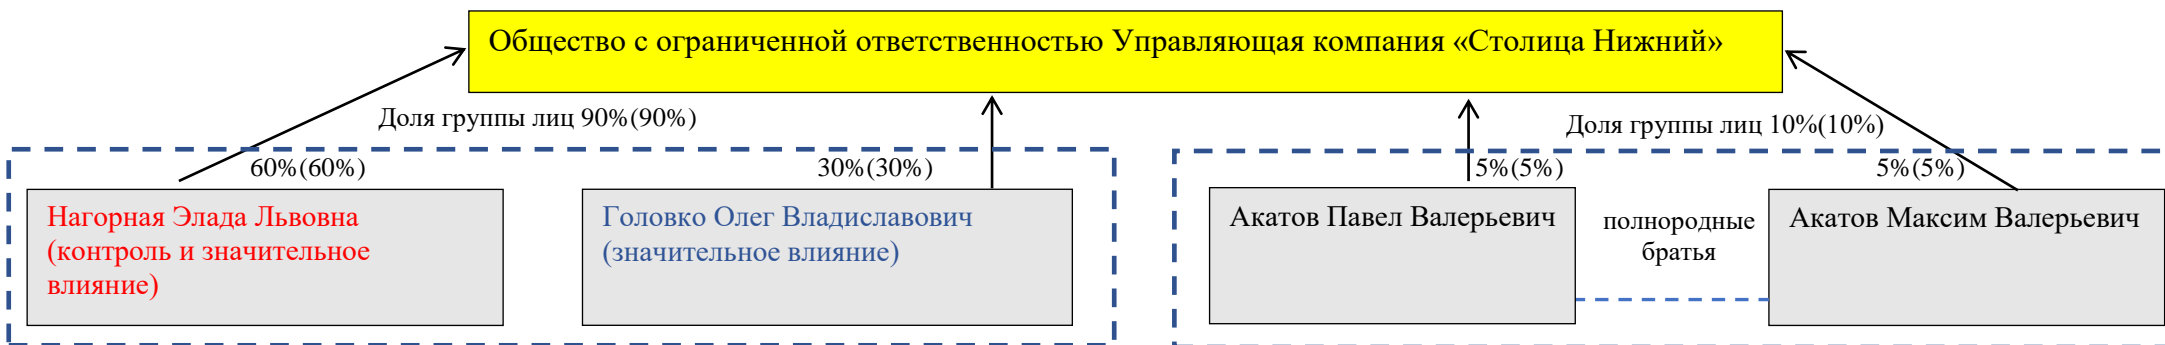 Общество с ограниченной ответственностью Управляющая компания «Столица Нижний»
Доля группы лиц 90%(90%)
Доля группы лиц 10%(10%)
60%(60%)
30%(30%)
5%(5%)
5%(5%)
Нагорная Элада Львовна
(контроль и значительное
влияние)
Головко Олег Владиславович
(значительное влияние)
Акатов Павел Валерьевич
полнородные
братья
Акатов Максим Валерьевич